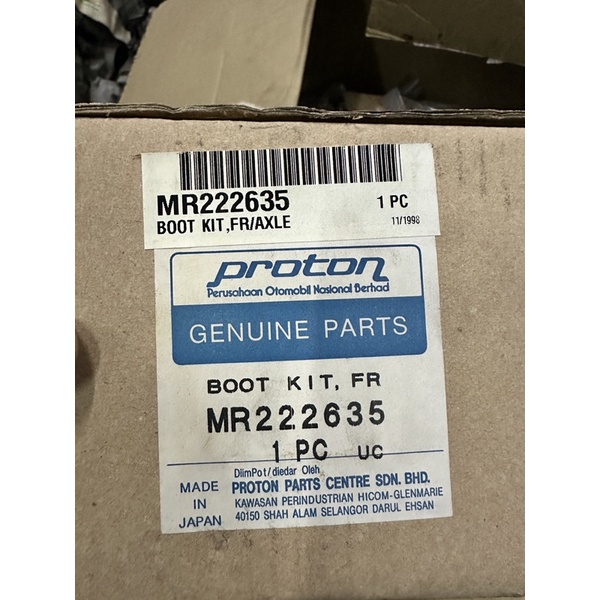 MR222635 1 PC
BOOT KIT,FR/AXLE 11/1998
proton
Perusahaan Otomobil Nasional Berhad
GENUINE PARTS
BOOT KIT, FR
MR222635
1 PC UC
DiimPot/diedar Oleh
MADE IN JAPAN
PROTON PARTS CENTRE SDN. BHD.
KAWASAN PERINDUSTRIAN HICOM-GLENMARIE
40150 SHAH ALAM SELANGOR DARUL EHSAN